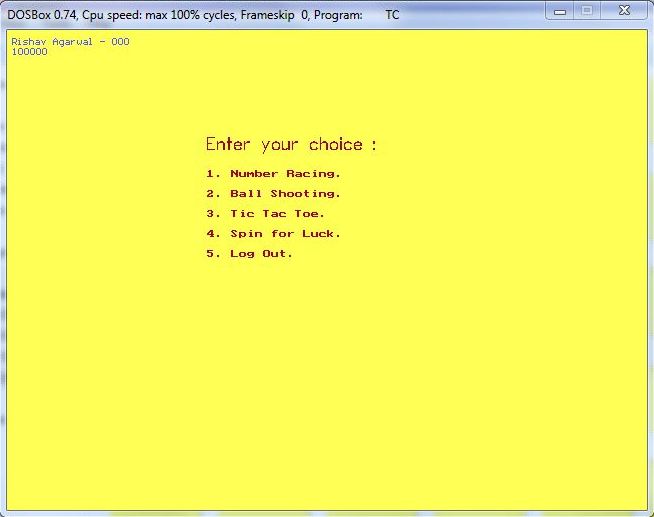 DOSBox 0.74, Cpu speed: max 100% cycles, Frameskip 0, Program: TC
Rishav Agarwal - 000
100000
Enter your choice :
1. Number Racing.
2. Ball Shooting.
3. Tic Tac Toe.
4. Spin for Luck.
5. Log Out.